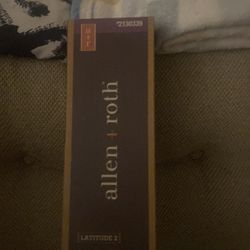 a+r
allen + roth
LATITUDE 2